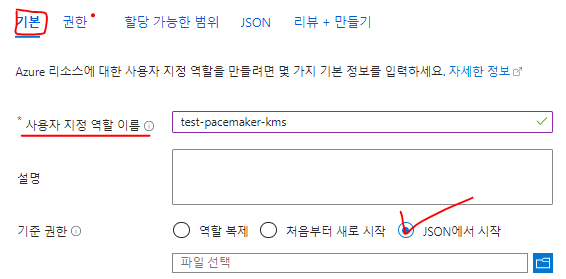 기본 권한 할당 가능한 범위 JSON 리뷰 + 만들기
Azure 리소스에 대한 사용자 지정 역할을 만들려면 몇 가지 기본 정보를 입력하세요. 자세한 정보
* 사용자 지정 역할 이름 test-pacemaker-kms
설명
기준 권한 역할 복제 처음부터 새로 시작 JSON에서 시작
파일 선택